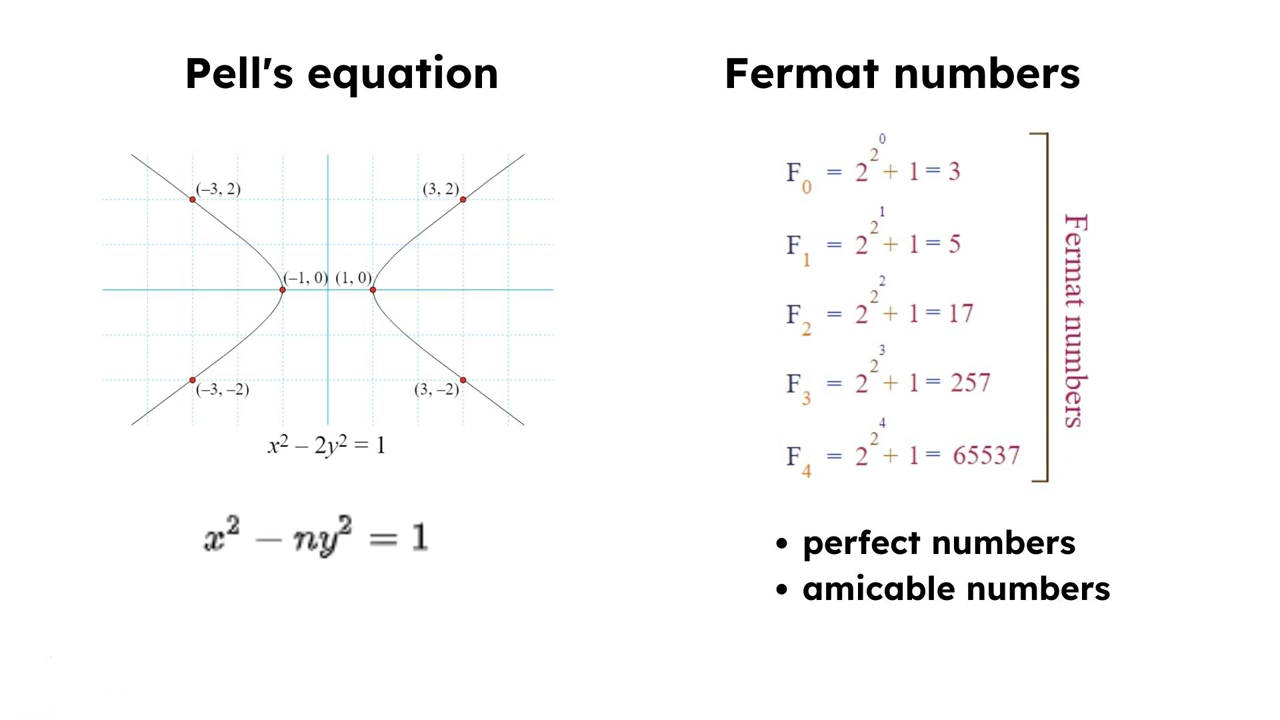 Pell's equation
(–3, 2)
(3, 2)
(–1, 0)
(1, 0)
(–3, –2)
(3, –2)
x² – 2y² = 1
x² − ny² = 1
Fermat numbers
F₀ = 2^2^0 + 1 = 3
F₁ = 2^2^1 + 1 = 5
F₂ = 2^2^2 + 1 = 17
F₃ = 2^2^3 + 1 = 257
F₄ = 2^2^4 + 1 = 65537
Fermat numbers
• perfect numbers
• amicable numbers